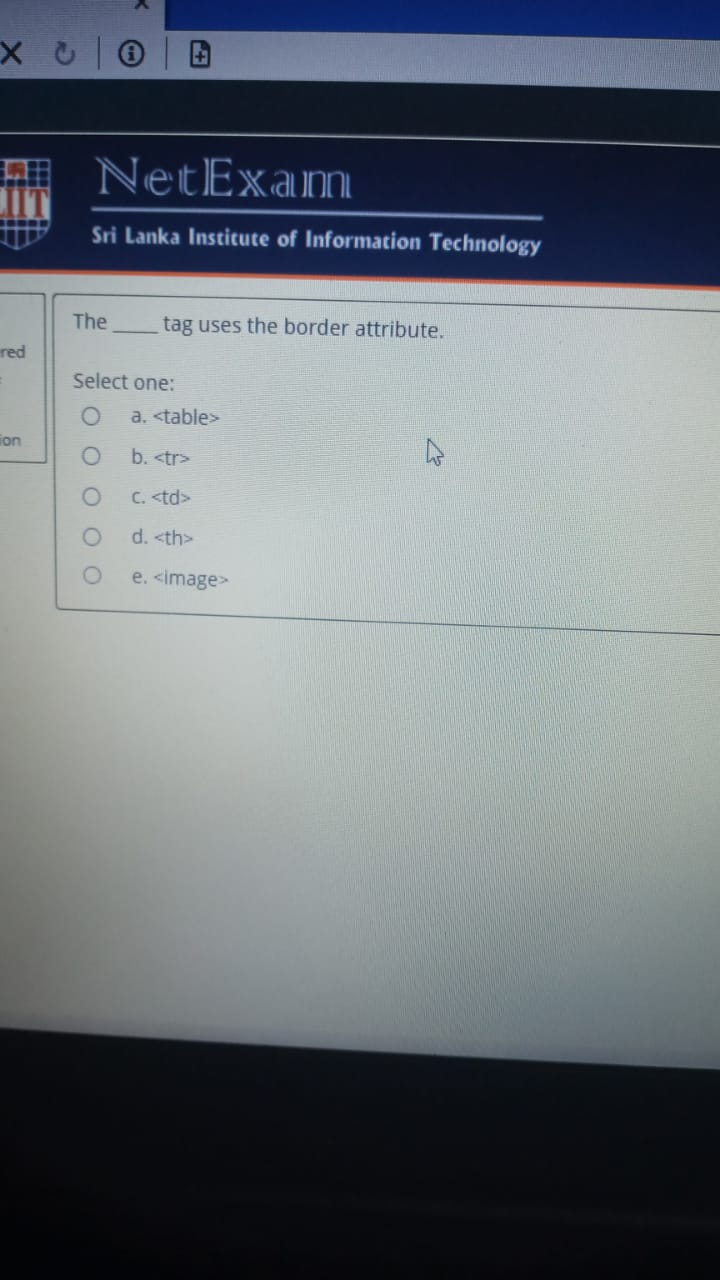 NetExam
IIT
Sri Lanka Institute of Information Technology
The ____ tag uses the border attribute.
red
Select one:
a. <table>
ion
b. <tr>
c. <td>
d. <th>
e. <image>